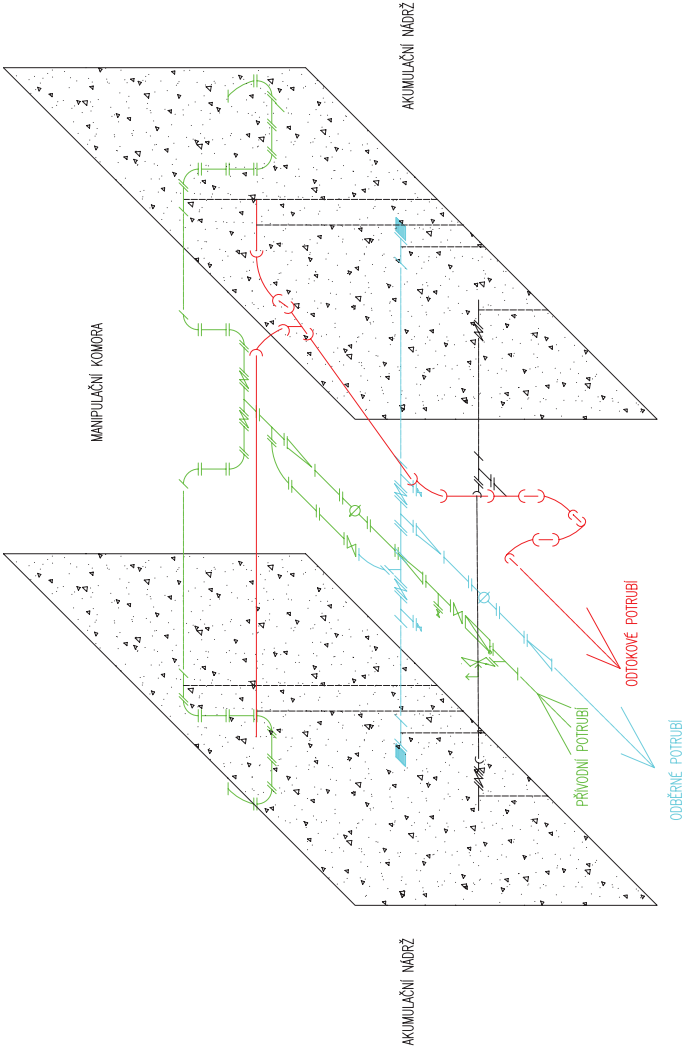 AKUMULAČNÍ NÁDRŽ
MANIPULAČNÍ KOMORA
AKUMULAČNÍ NÁDRŽ
PŘÍVODNÍ POTRUBÍ
ODTOKOVÉ POTRUBÍ
ODBĚRNÉ POTRUBÍ